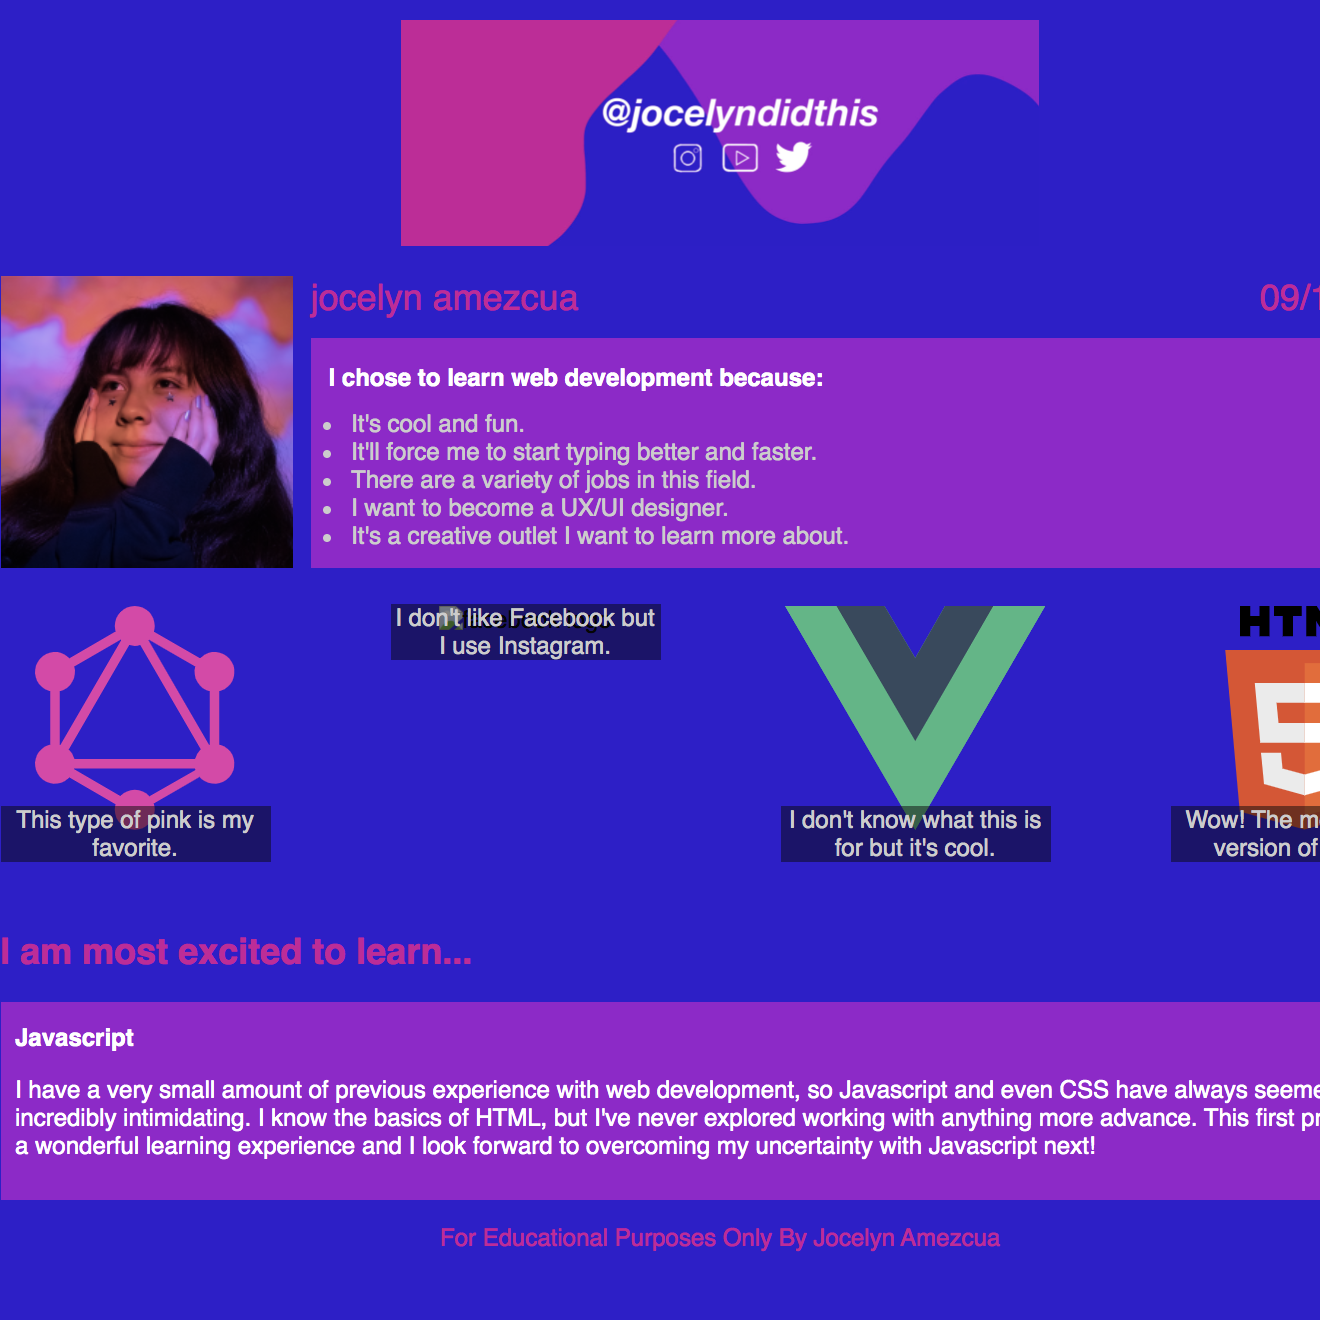 @jocelyndidthis
jocelyn amezcua
09/1
I chose to learn web development because:
It's cool and fun.
It'll force me to start typing better and faster.
There are a variety of jobs in this field.
I want to become a UX/UI designer.
It's a creative outlet I want to learn more about.
I don't like Facebook but
I use Instagram.
HTM
5
This type of pink is my
favorite.
I don't know what this is
for but it's cool.
Wow! The m
version of
I am most excited to learn...
Javascript
I have a very small amount of previous experience with web development, so Javascript and even CSS have always seeme
incredibly intimidating. I know the basics of HTML, but I've never explored working with anything more advance. This first pr
a wonderful learning experience and I look forward to overcoming my uncertainty with Javascript next!
For Educational Purposes Only By Jocelyn Amezcua